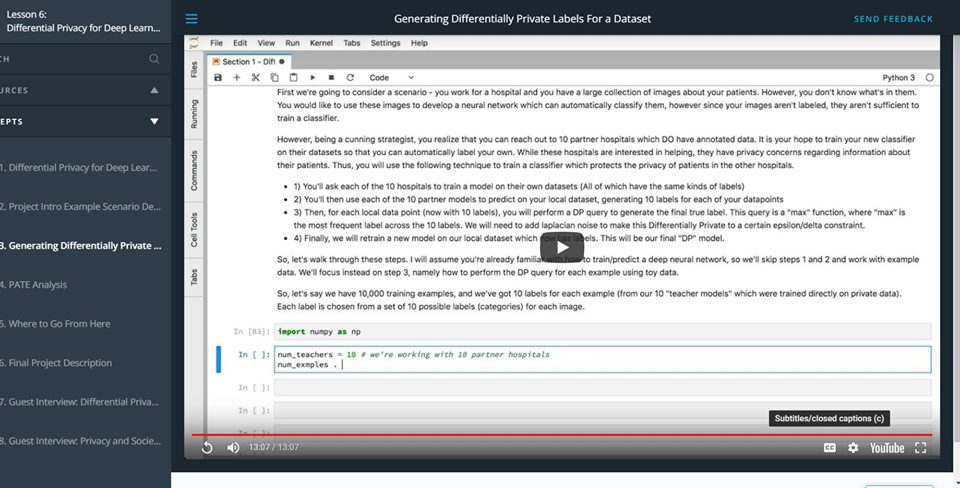 Lesson 6:
Differential Privacy for Deep Learn...
Generating Differentially Private Labels For a Dataset
SEND FEEDBACK
CH
URCES
EPTS
1. Differential Privacy for Deep Lear...
2. Project Intro Example Scenario De...
3. Generating Differentially Private ...
4. PATE Analysis
5. Where to Go From Here
6. Final Project Description
7. Guest Interview: Differential Priva...
8. Guest Interview: Privacy and Socie...
File Edit View Run Kernel Tabs Settings Help
Files
Running
Commands
Cell Tools
Tabs
Section 1 - Diff
Code
Python 3
First we're going to consider a scenario - you work for a hospital and you have a large collection of images about your patients. However, you don't know what's in them.
You would like to use these images to develop a neural network which can automatically classify them, however since your images aren't labeled, they aren't sufficient to
train a classifier.
However, being a cunning strategist, you realize that you can reach out to 10 partner hospitals which DO have annotated data. It is your hope to train your new classifier
on their datasets so that you can automatically label your own. While these hospitals are interested in helping, they have privacy concerns regarding information about
their patients. Thus, you will use the following technique to train a classifier which protects the privacy of patients in the other hospitals.
• 1) You'll ask each of the 10 hospitals to train a model on their own datasets (All of which have the same kinds of labels)
• 2) You'll then use each of the 10 partner models to predict on your local dataset, generating 10 labels for each of your datapoints
• 3) Then, for each local data point (now with 10 labels), you will perform a DP query to generate the final true label. This query is a "max" function, where "max" is
the most frequent label across the 10 labels. We will need to add laplacian noise to make this Differentially Private to a certain epsilon/delta constraint.
• 4) Finally, we will retrain a new model on our local dataset which now has labels. This will be our final "DP" model.
So, let's walk through these steps. I will assume you're already familiar with how to train/predict a deep neural network, so we'll skip steps 1 and 2 and work with example
data. We'll focus instead on step 3, namely how to perform the DP query for each example using toy data.
So, let's say we have 10,000 training examples, and we've got 10 labels for each example (from our 10 "teacher models" which were trained directly on private data).
Each label is chosen from a set of 10 possible labels (categories) for each image.
In [83]: import numpy as np
In [ ]: num_teachers = 10 # we're working with 10 partner hospitals
num_exmples .
In [ ]:
In [ ]:
In [ ]:
Subtitles/closed captions (c)
13:07 / 13:07
CC
YouTube